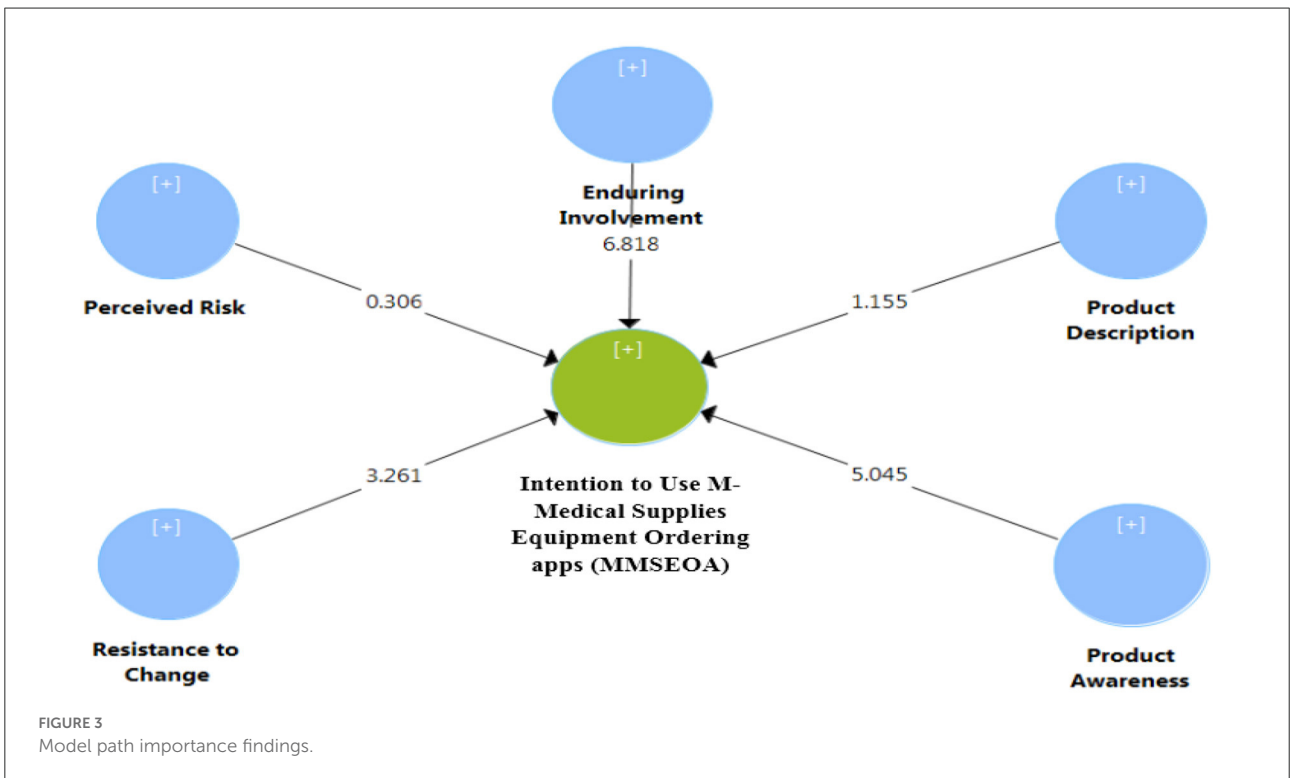 [+]
Enduring
Involvement
6.818
[+]
Perceived Risk
0.306
[+]
Product
Description
1.155
[+]
Intention to Use M-
Medical Supplies
Equipment Ordering
apps (MMSEOA)
3.261
[+]
Resistance to
Change
5.045
[+]
Product
Awareness
FIGURE 3
Model path importance findings.